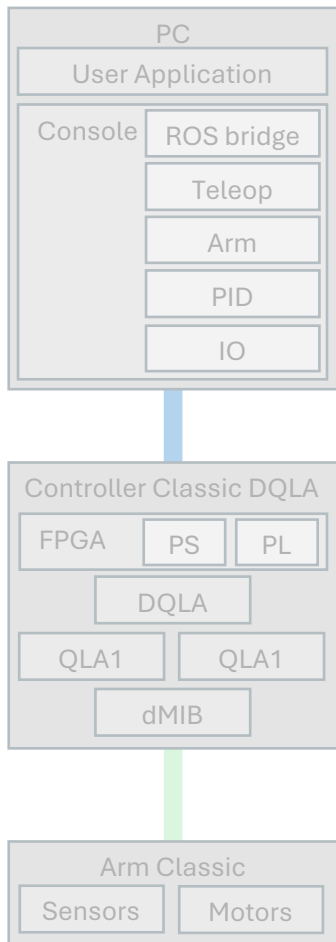 PC
User Application
Console
ROS bridge
Teleop
Arm
PID
IO
Controller Classic DQLA
FPGA
PS
PL
DQLA
QLA1
QLA1
dMIB
Arm Classic
Sensors
Motors